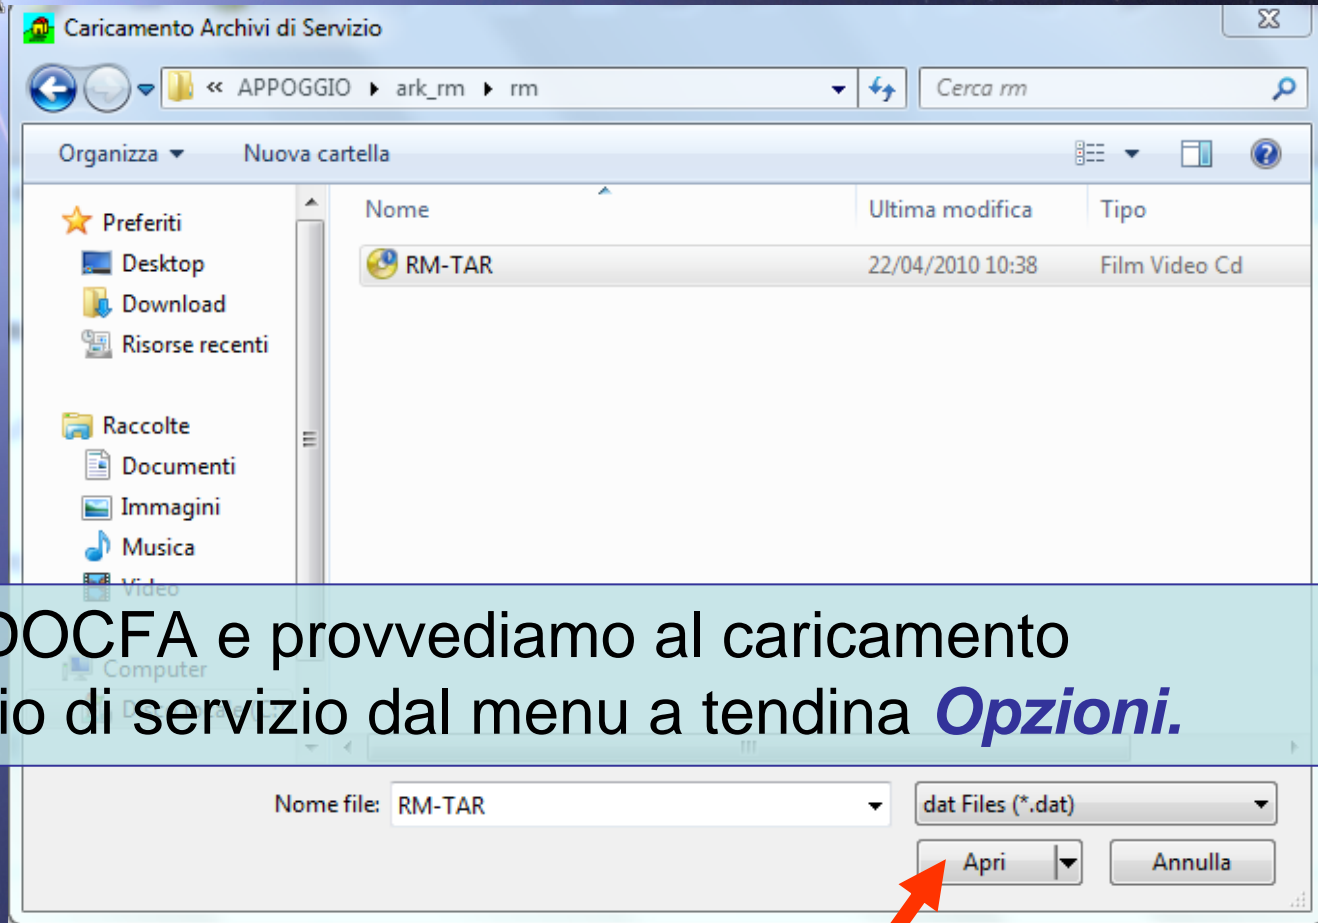 Caricamento Archivi di Servizio
« APPOGGIO ▸ ark_rm ▸ rm
Cerca rm
Organizza
Nuova cartella
Preferiti
Desktop
Download
Risorse recenti
Raccolte
Documenti
Immagini
Musica
Video
Computer
Nome Ultima modifica Tipo
RM-TAR 22/04/2010 10:38 Film Video Cd
DOCFA e provvediamo al caricamento
io di servizio dal menu a tendina Opzioni.
Nome file: RM-TAR
dat Files (*.dat)
Apri
Annulla